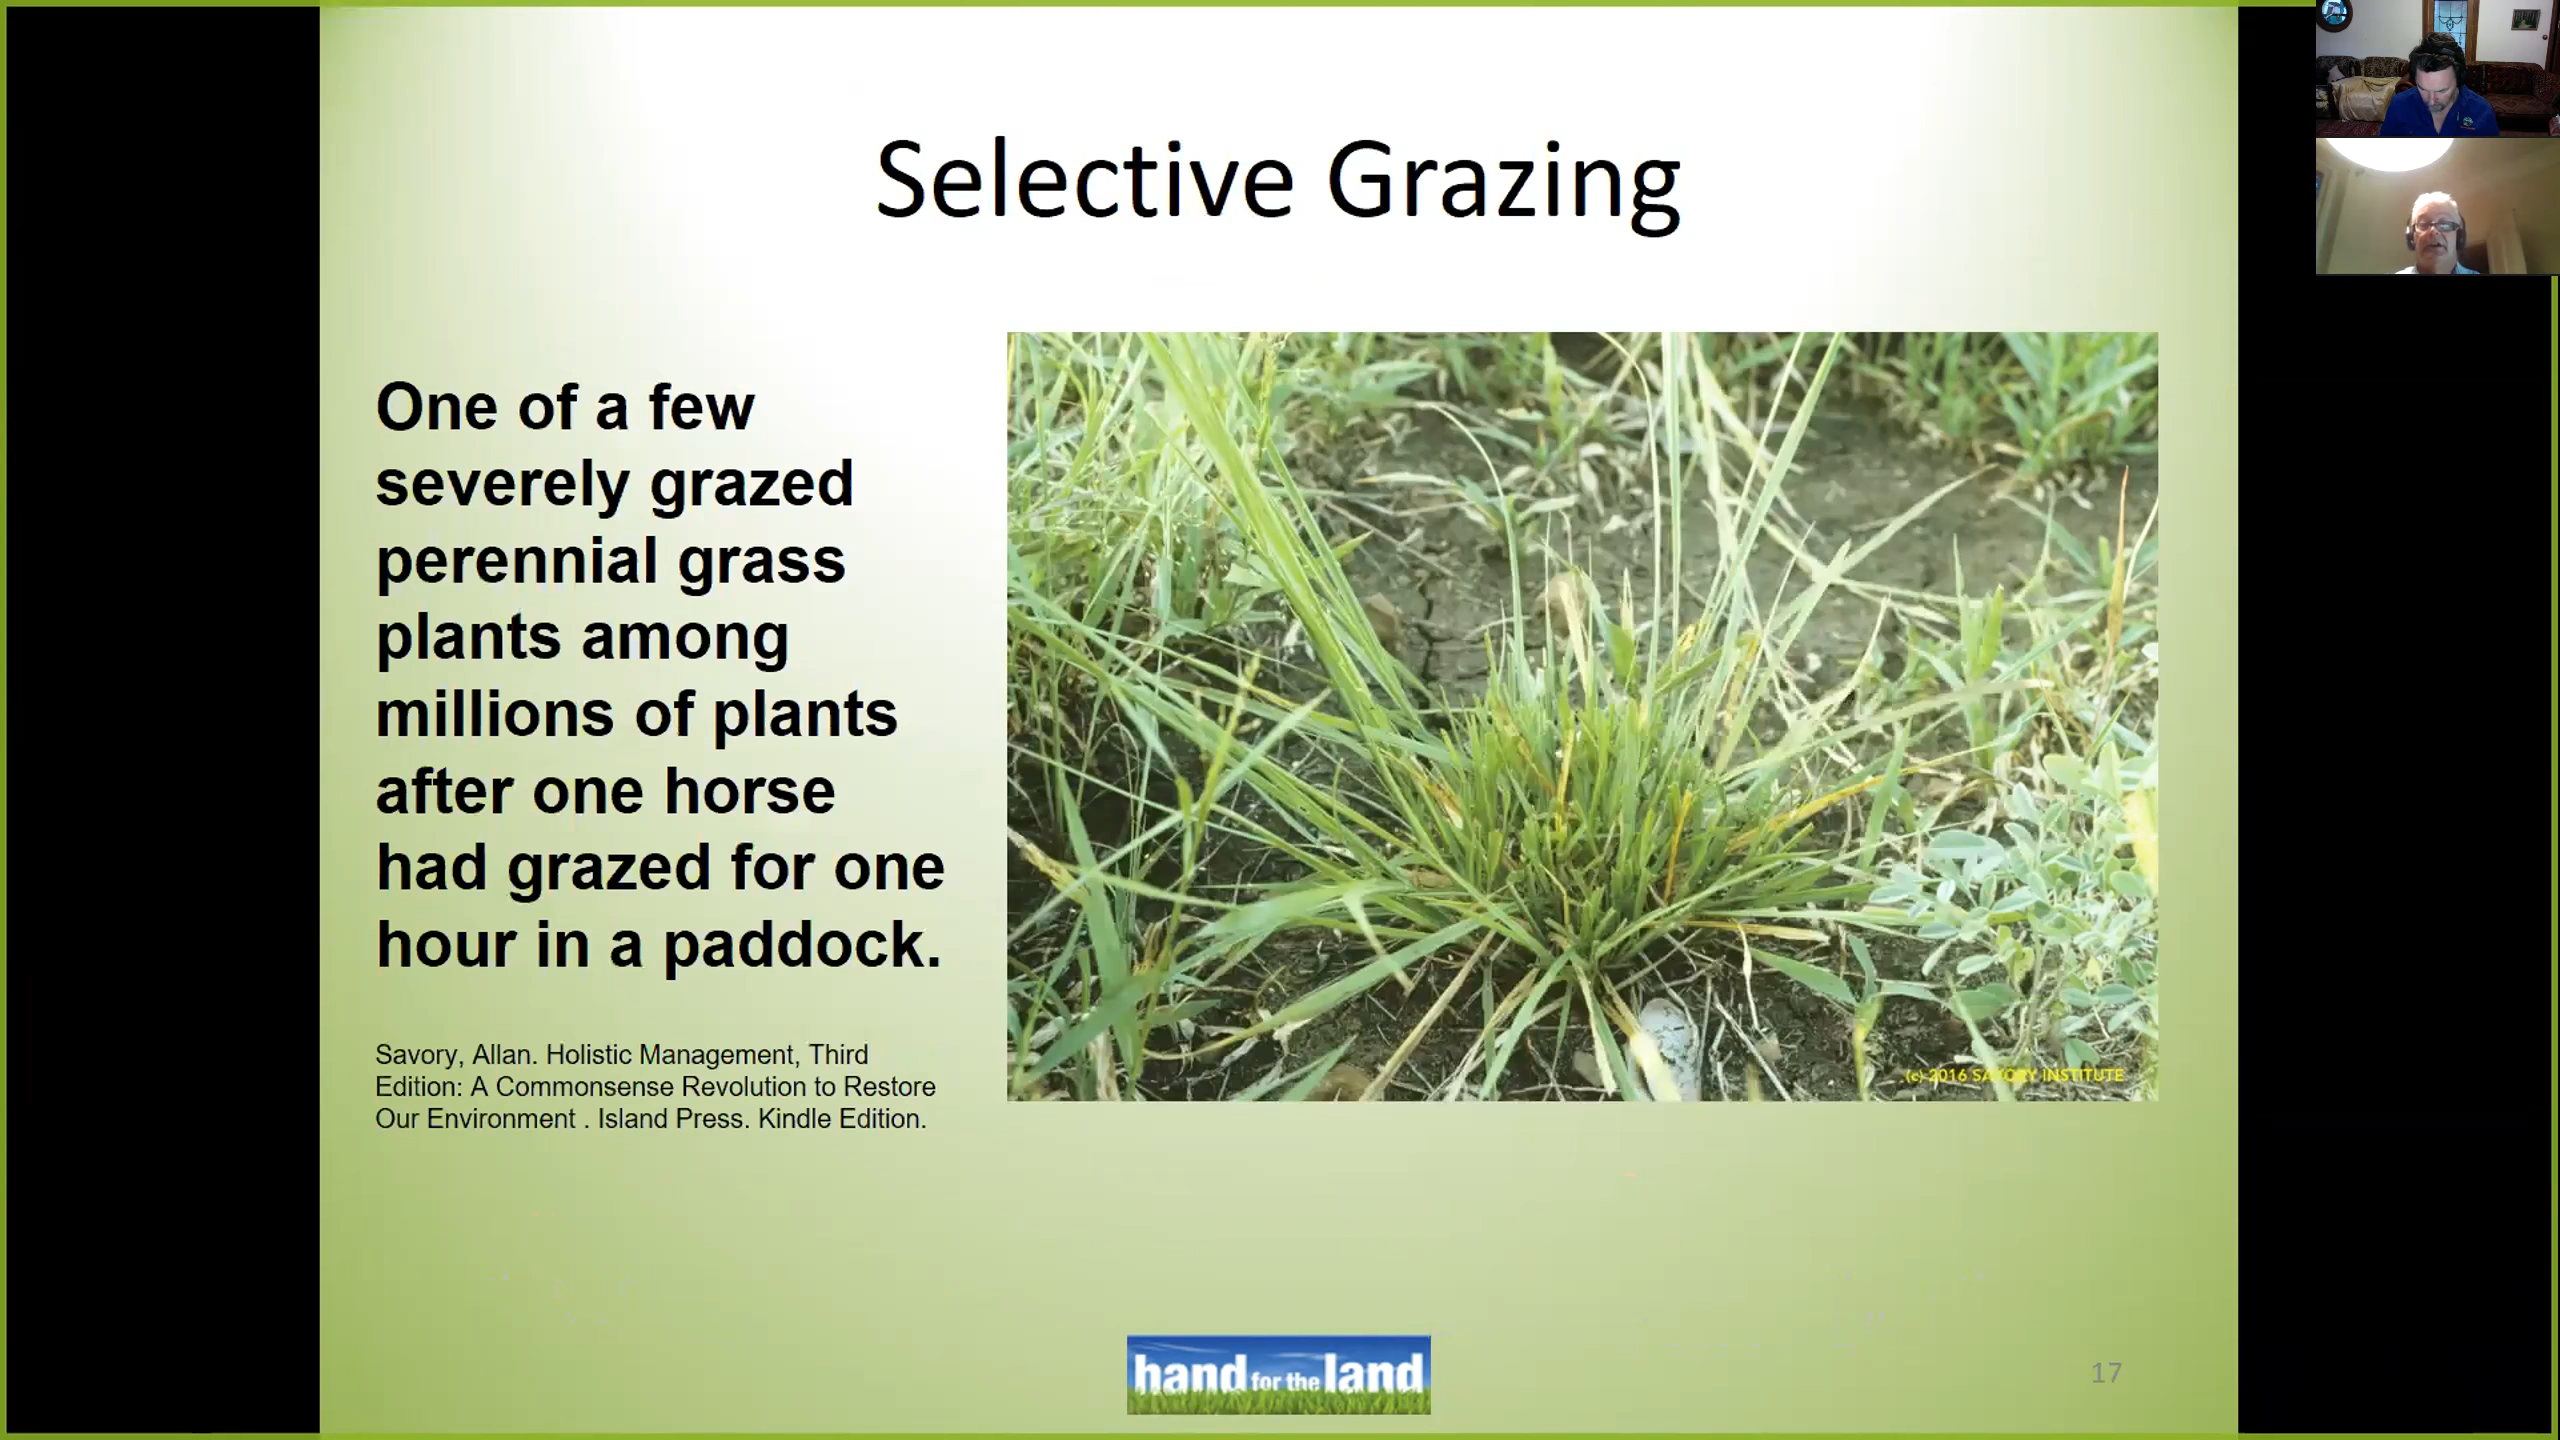 Selective Grazing
One of a few
severely grazed
perennial grass
plants among
millions of plants
after one horse
had grazed for one
hour in a paddock.
Savory, Allan. Holistic Management, Third
Edition: A Commonsense Revolution to Restore
Our Environment . Island Press. Kindle Edition.
(c) 2016 SAVORY INSTITUTE
hand for the land
17